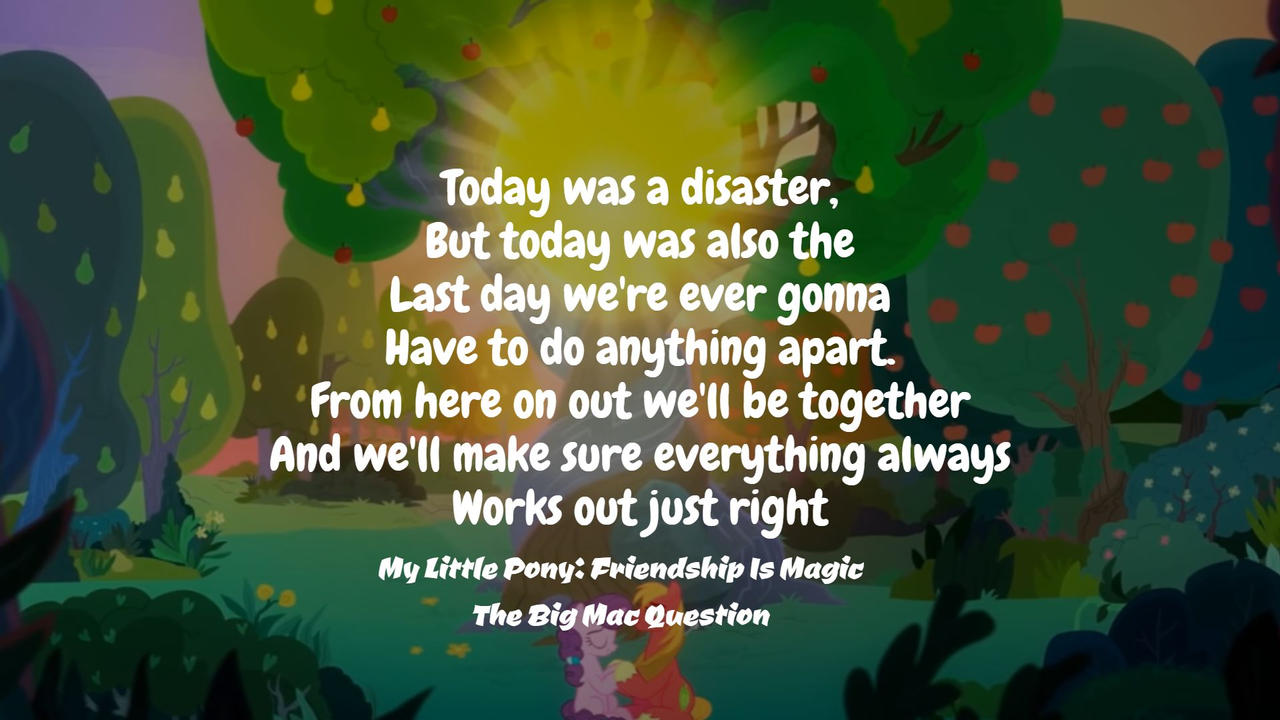 Today was a disaster,
But today was also the
Last day we're ever gonna
Have to do anything apart.
From here on out we'll be together
And we'll make sure everything always
Works out just right
My Little Pony: Friendship Is Magic
The Big Mac Question